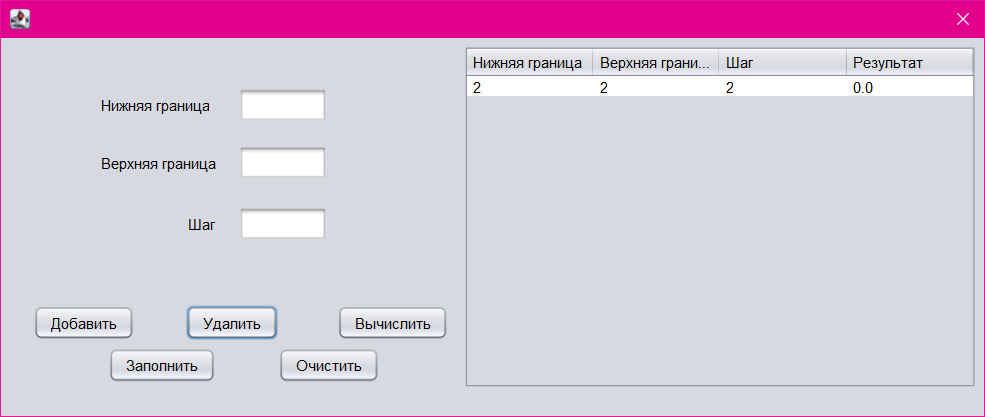 Нижняя граница
Верхняя граница
Шаг
Добавить Удалить Вычислить
Заполнить Очистить
Нижняя граница Верхняя грани... Шаг Результат
2 2 2 0.0